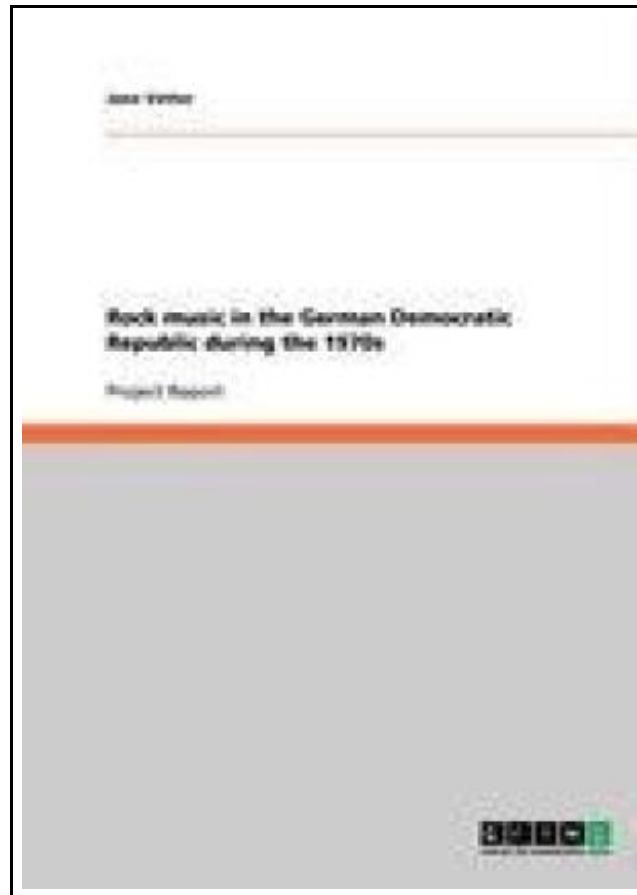 Rock music in the German Democratic
Republic during the 1970s
Project Report